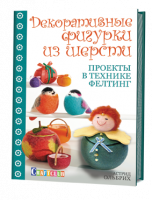 Декоративные
фигурки
из шерсти
ПРОЕКТЫ
В ТЕХНИКЕ
ФЕЛТИНГ